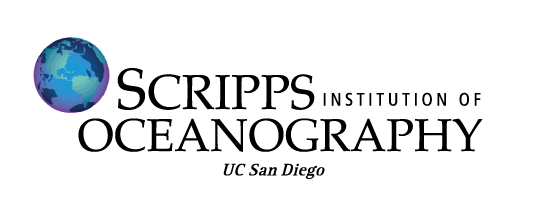 SCRIPPS INSTITUTION OF
OCEANOGRAPHY
UC San Diego